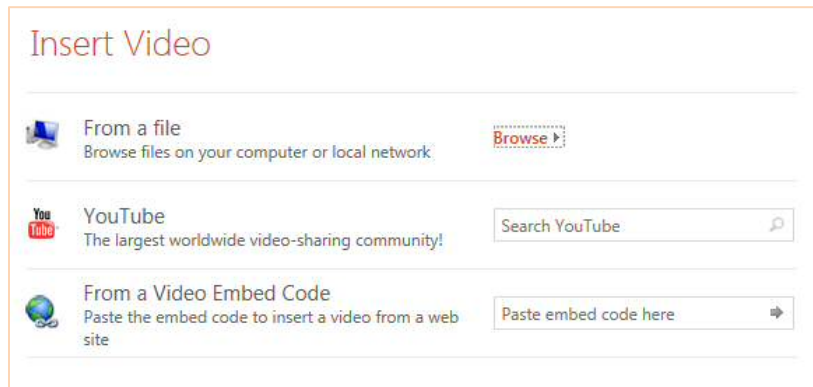 Insert Video
From a file
Browse files on your computer or local network
Browse
YouTube
The largest worldwide video-sharing community!
Search YouTube
You
Tube
From a Video Embed Code
Paste the embed code to insert a video from a web
site
Paste embed code here